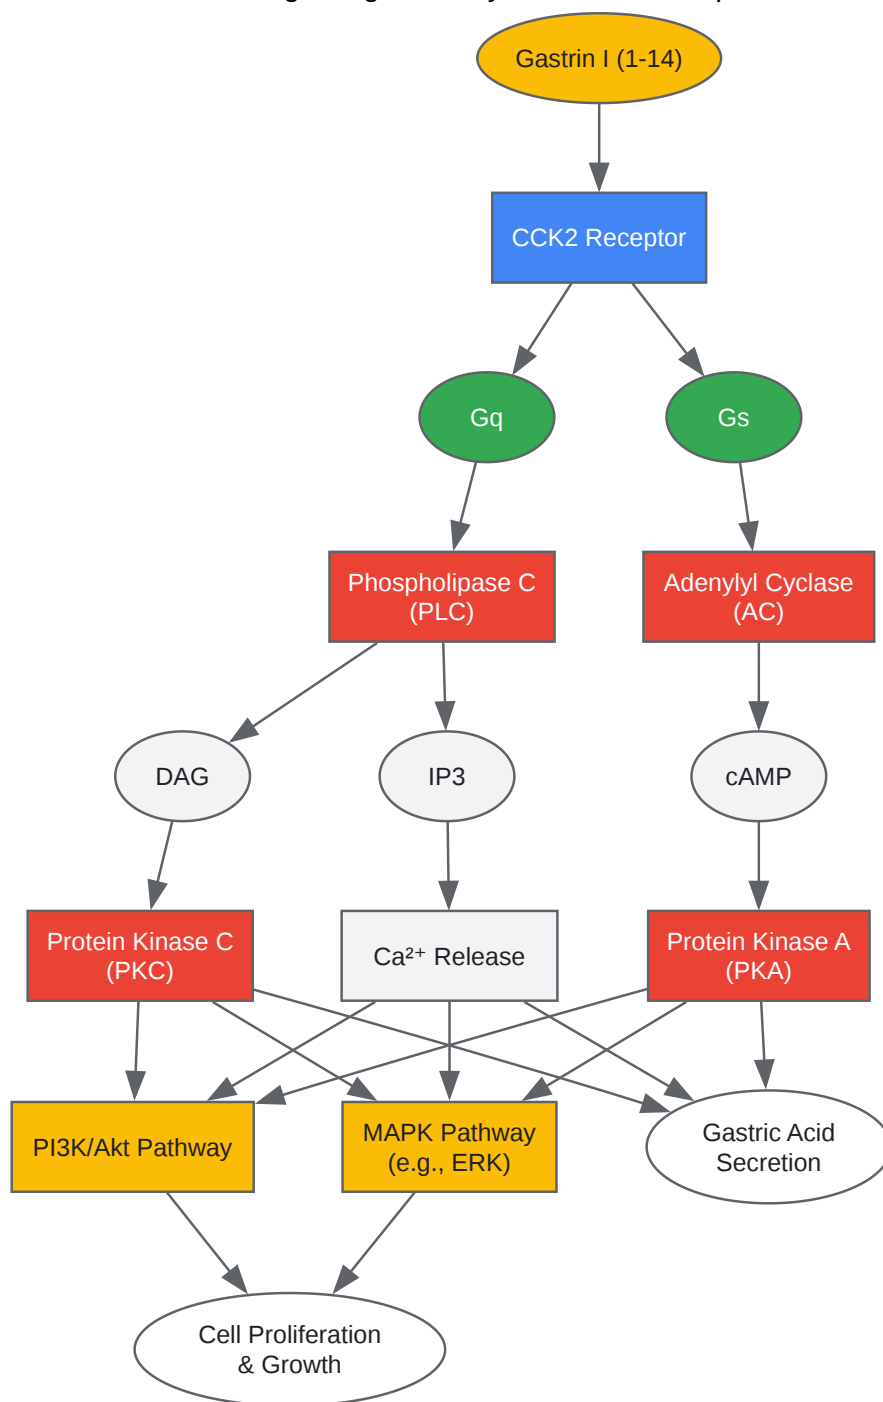 Gastrin I (1-14)
CCK2 Receptor
Gq
Gs
Phospholipase C
(PLC)
Adenylyl Cyclase
(AC)
DAG
IP3
cAMP
Protein Kinase C
(PKC)
Ca²⁺ Release
Protein Kinase A
(PKA)
PI3K/Akt Pathway
MAPK Pathway
(e.g., ERK)
Gastric Acid
Secretion
Cell Proliferation
& Growth